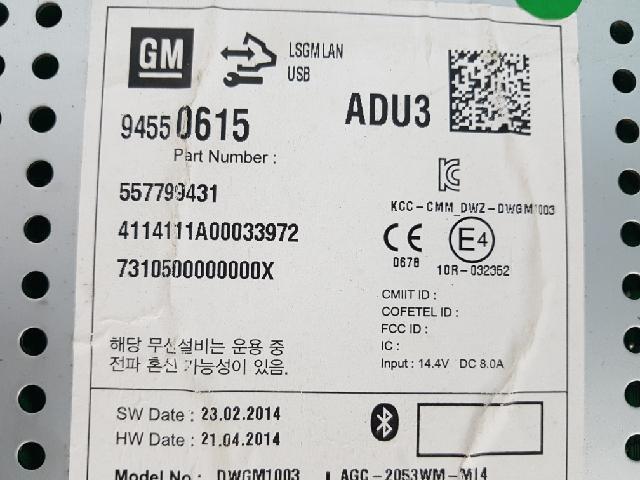 GM
LSGMLAN
USB
ADU3
9455 0615
Part Number :
557799431
4114111A00033972
7310500000000X
KCC-CMM_DWZ-DWGM1003
CE
0678
E4
10R-032352
CMIIT ID :
COFETEL ID :
FCC ID :
IC :
Input : 14.4V DC 8.0A
해당 무선설비는 운용 중
전파 혼신 가능성이 있음.
SW Date : 23.02.2014
HW Date : 21.04.2014
Model No : DWGM1003 LAGC-2053WM-M14